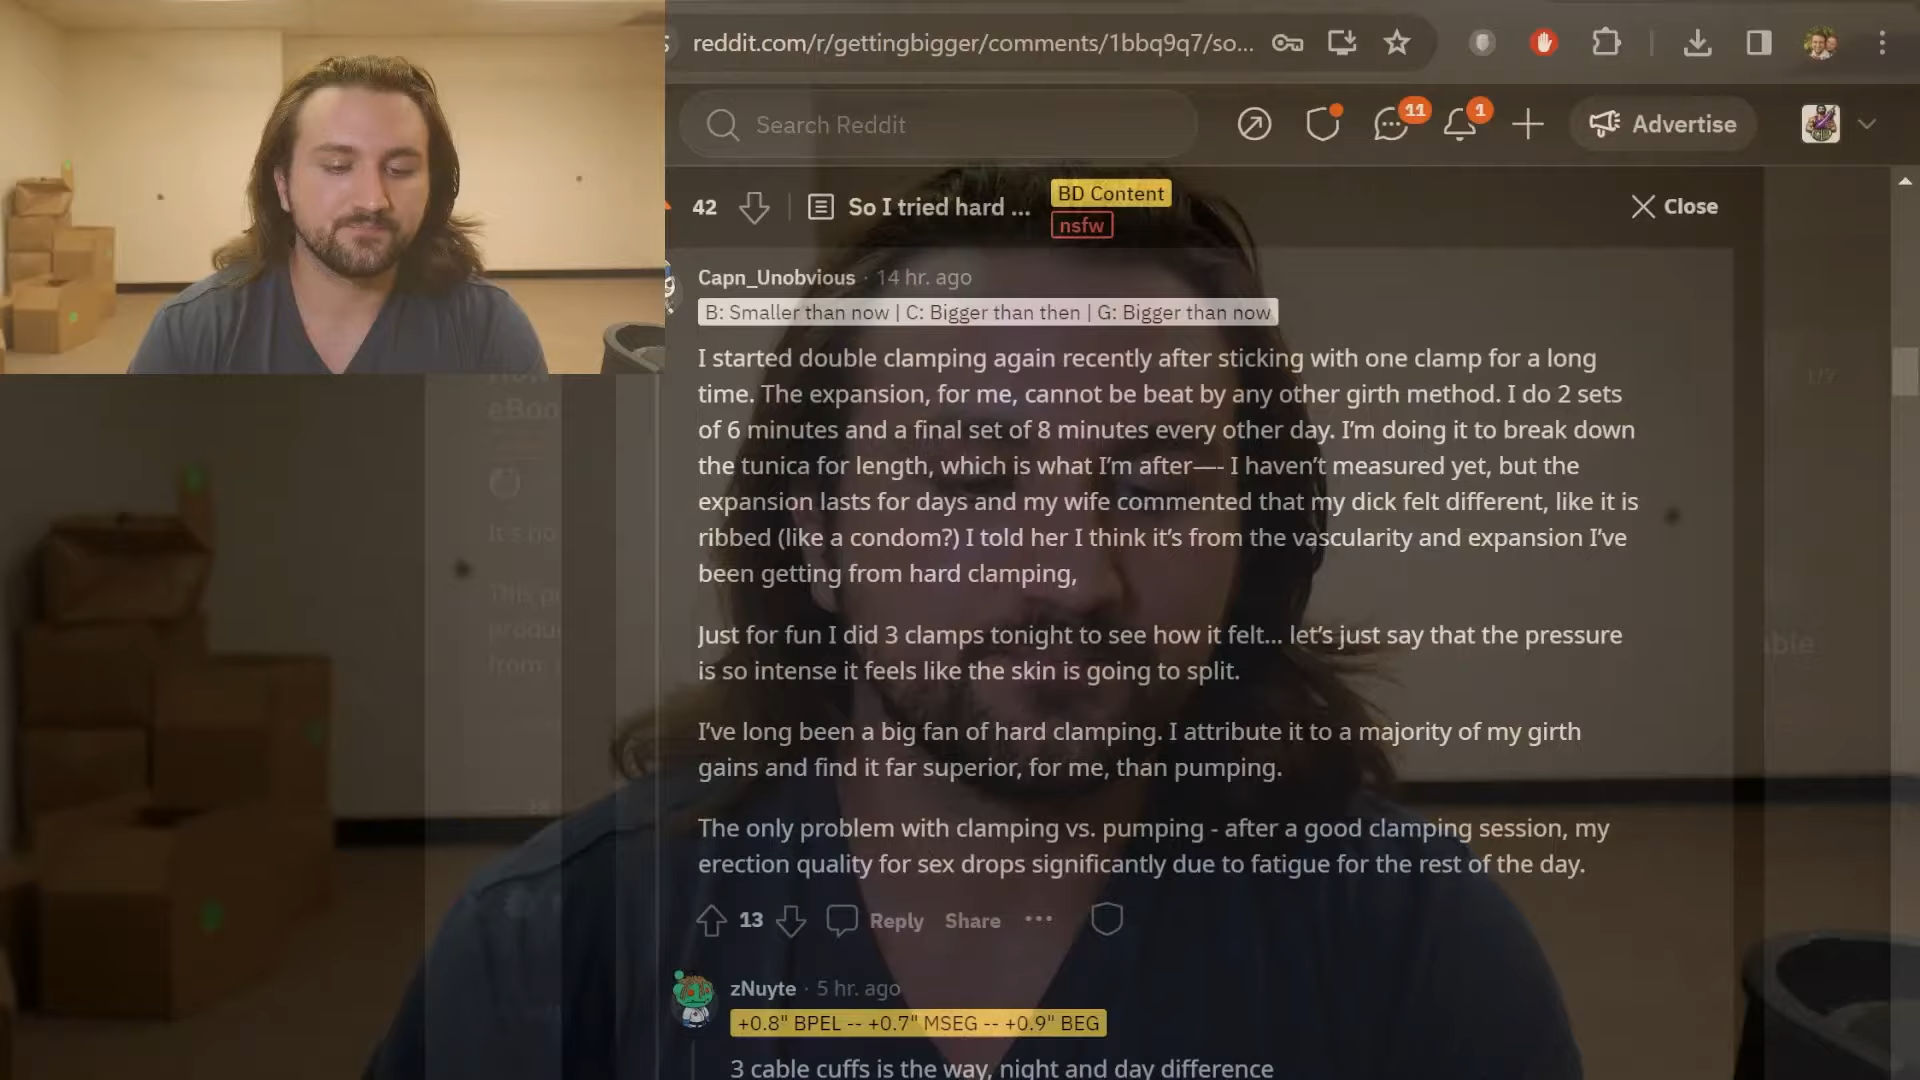 reddit.com/r/gettingbigger/comments/1bbq9q7/so...
Search Reddit
11
1
Advertise
42
So I tried hard ...
BD Content
nsfw
Close
Capn_Unobvious · 14 hr. ago
B: Smaller than now | C: Bigger than then | G: Bigger than now
I started double clamping again recently after sticking with one clamp for a long
time. The expansion, for me, cannot be beat by any other girth method. I do 2 sets
of 6 minutes and a final set of 8 minutes every other day. I’m doing it to break down
the tunica for length, which is what I’m after—- I haven’t measured yet, but the
expansion lasts for days and my wife commented that my dick felt different, like it is
ribbed (like a condom?) I told her I think it’s from the vascularity and expansion I’ve
been getting from hard clamping,
Just for fun I did 3 clamps tonight to see how it felt... let’s just say that the pressure
is so intense it feels like the skin is going to split.
I’ve long been a big fan of hard clamping. I attribute it to a majority of my girth
gains and find it far superior, for me, than pumping.
The only problem with clamping vs. pumping - after a good clamping session, my
erection quality for sex drops significantly due to fatigue for the rest of the day.
13
Reply
Share
zNuyte · 5 hr. ago
+0.8" BPEL -- +0.7" MSEG -- +0.9" BEG
3 cable cuffs is the way, night and day difference
eBoo
It's no
This
from
1/7